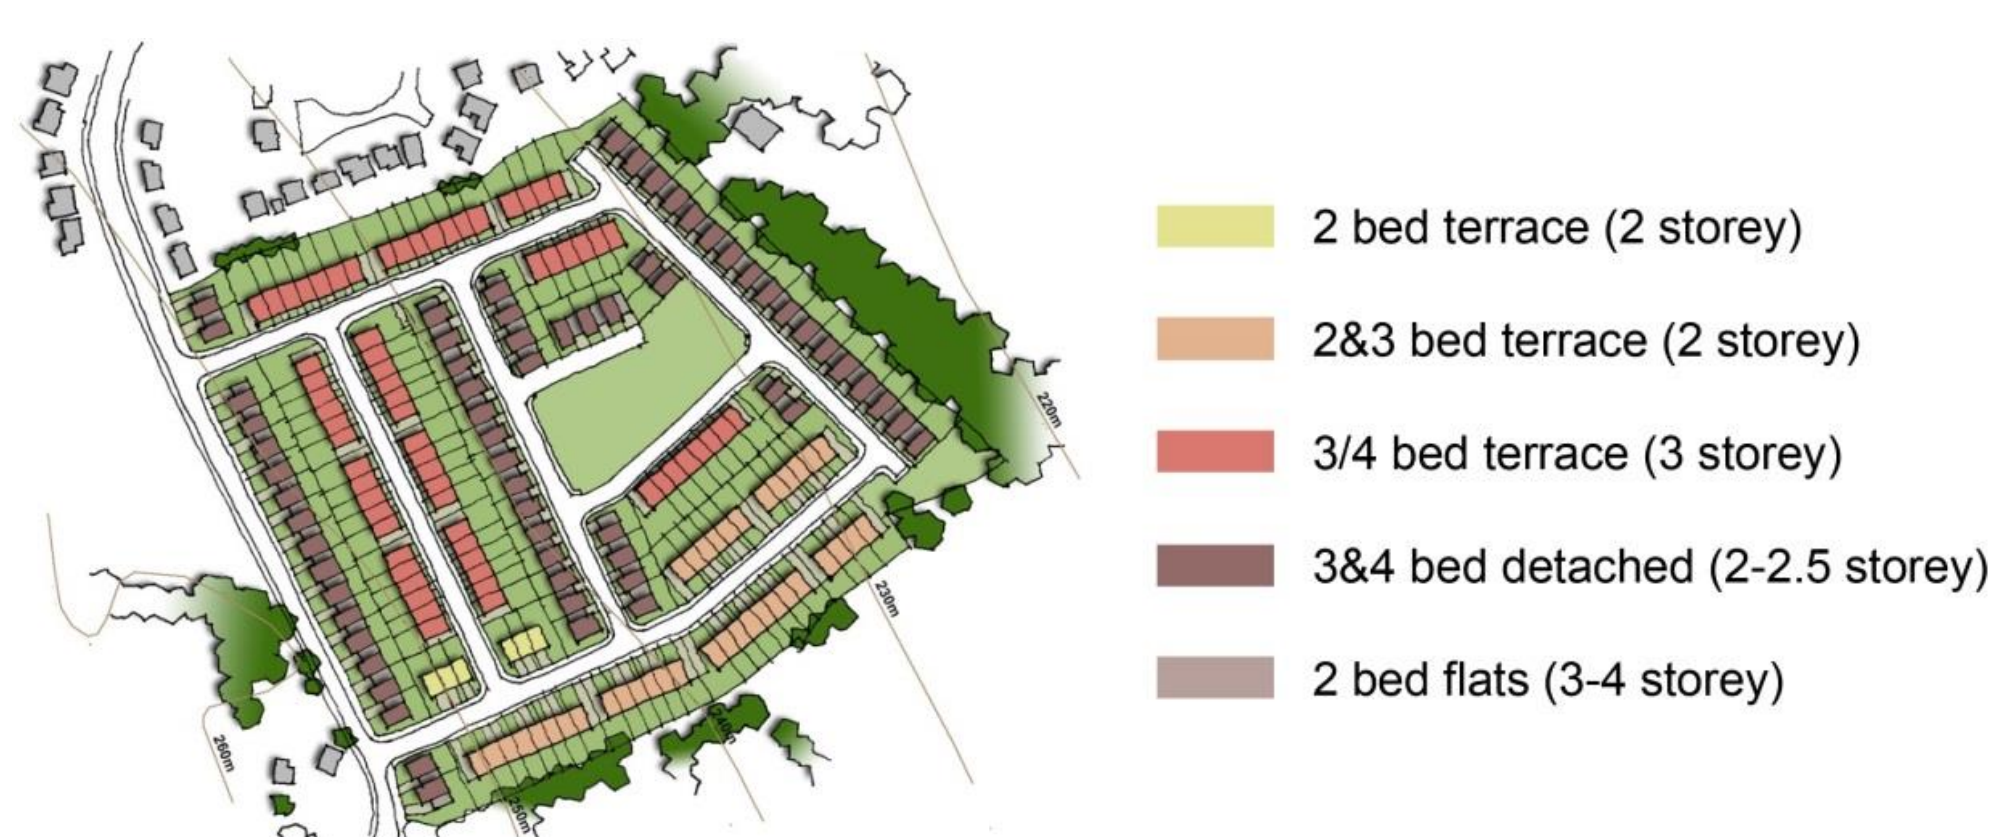 220m
230m
240m
250m
260m
2 bed terrace (2 storey)
2&3 bed terrace (2 storey)
3/4 bed terrace (3 storey)
3&4 bed detached (2-2.5 storey)
2 bed flats (3-4 storey)